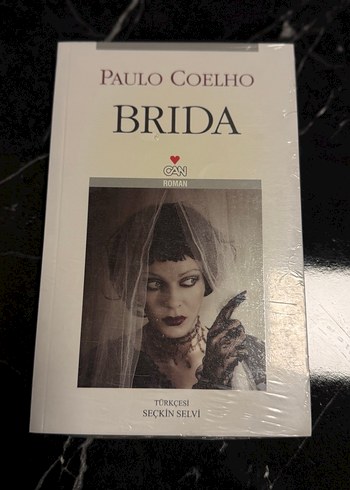 PAULO COELHO
BRIDA
CAN
ROMAN
TÜRKÇESİ
SEÇKİN SELVİ